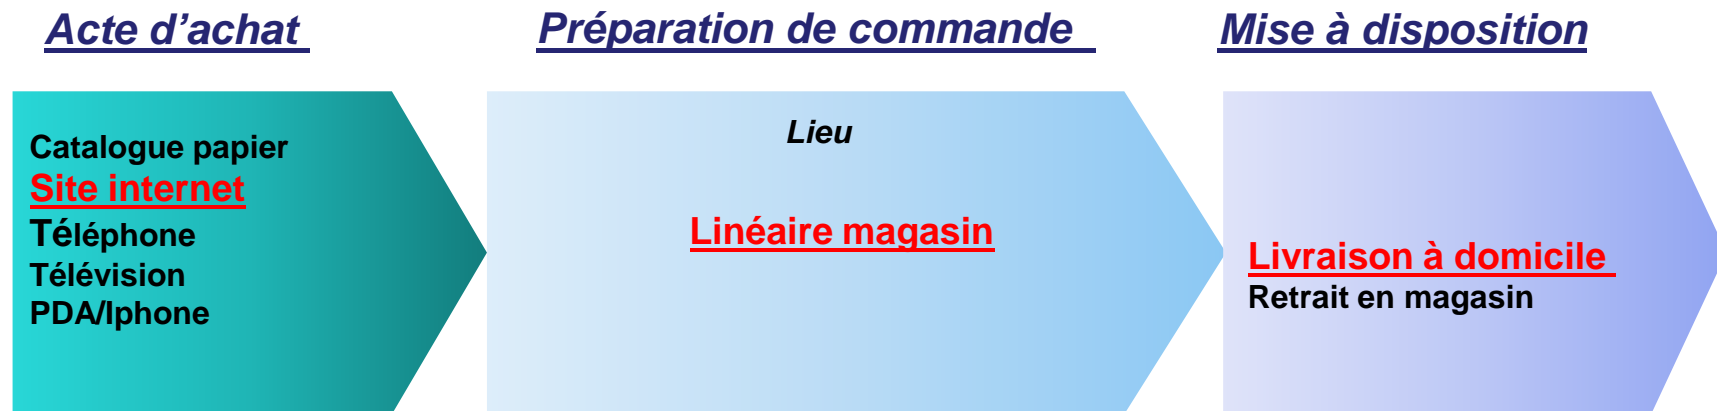 Acte d’achat
Préparation de commande
Mise à disposition
Catalogue papier
Site internet
Téléphone
Télévision
PDA/Iphone
Lieu
Linéaire magasin
Livraison à domicile
Retrait en magasin